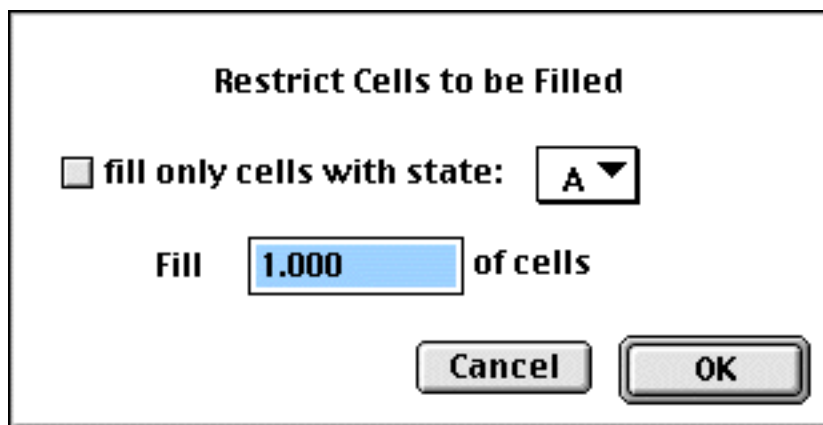 Restrict Cells to be Filled
fill only cells with state: A
Fill 1.000 of cells
Cancel OK